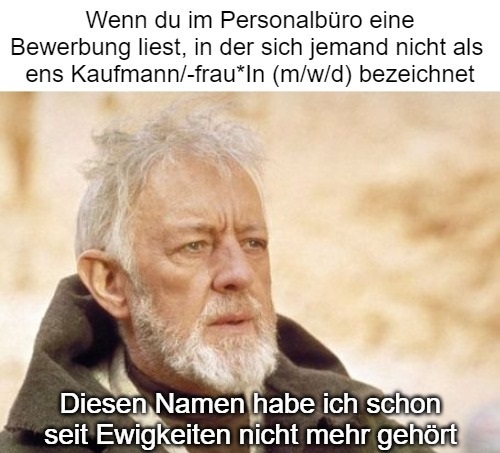 Wenn du im Personalbüro eine
Bewerbung liest, in der sich jemand nicht als
ens Kaufmann/-frau*In (m/w/d) bezeichnet
Diesen Namen habe ich schon
seit Ewigkeiten nicht mehr gehört